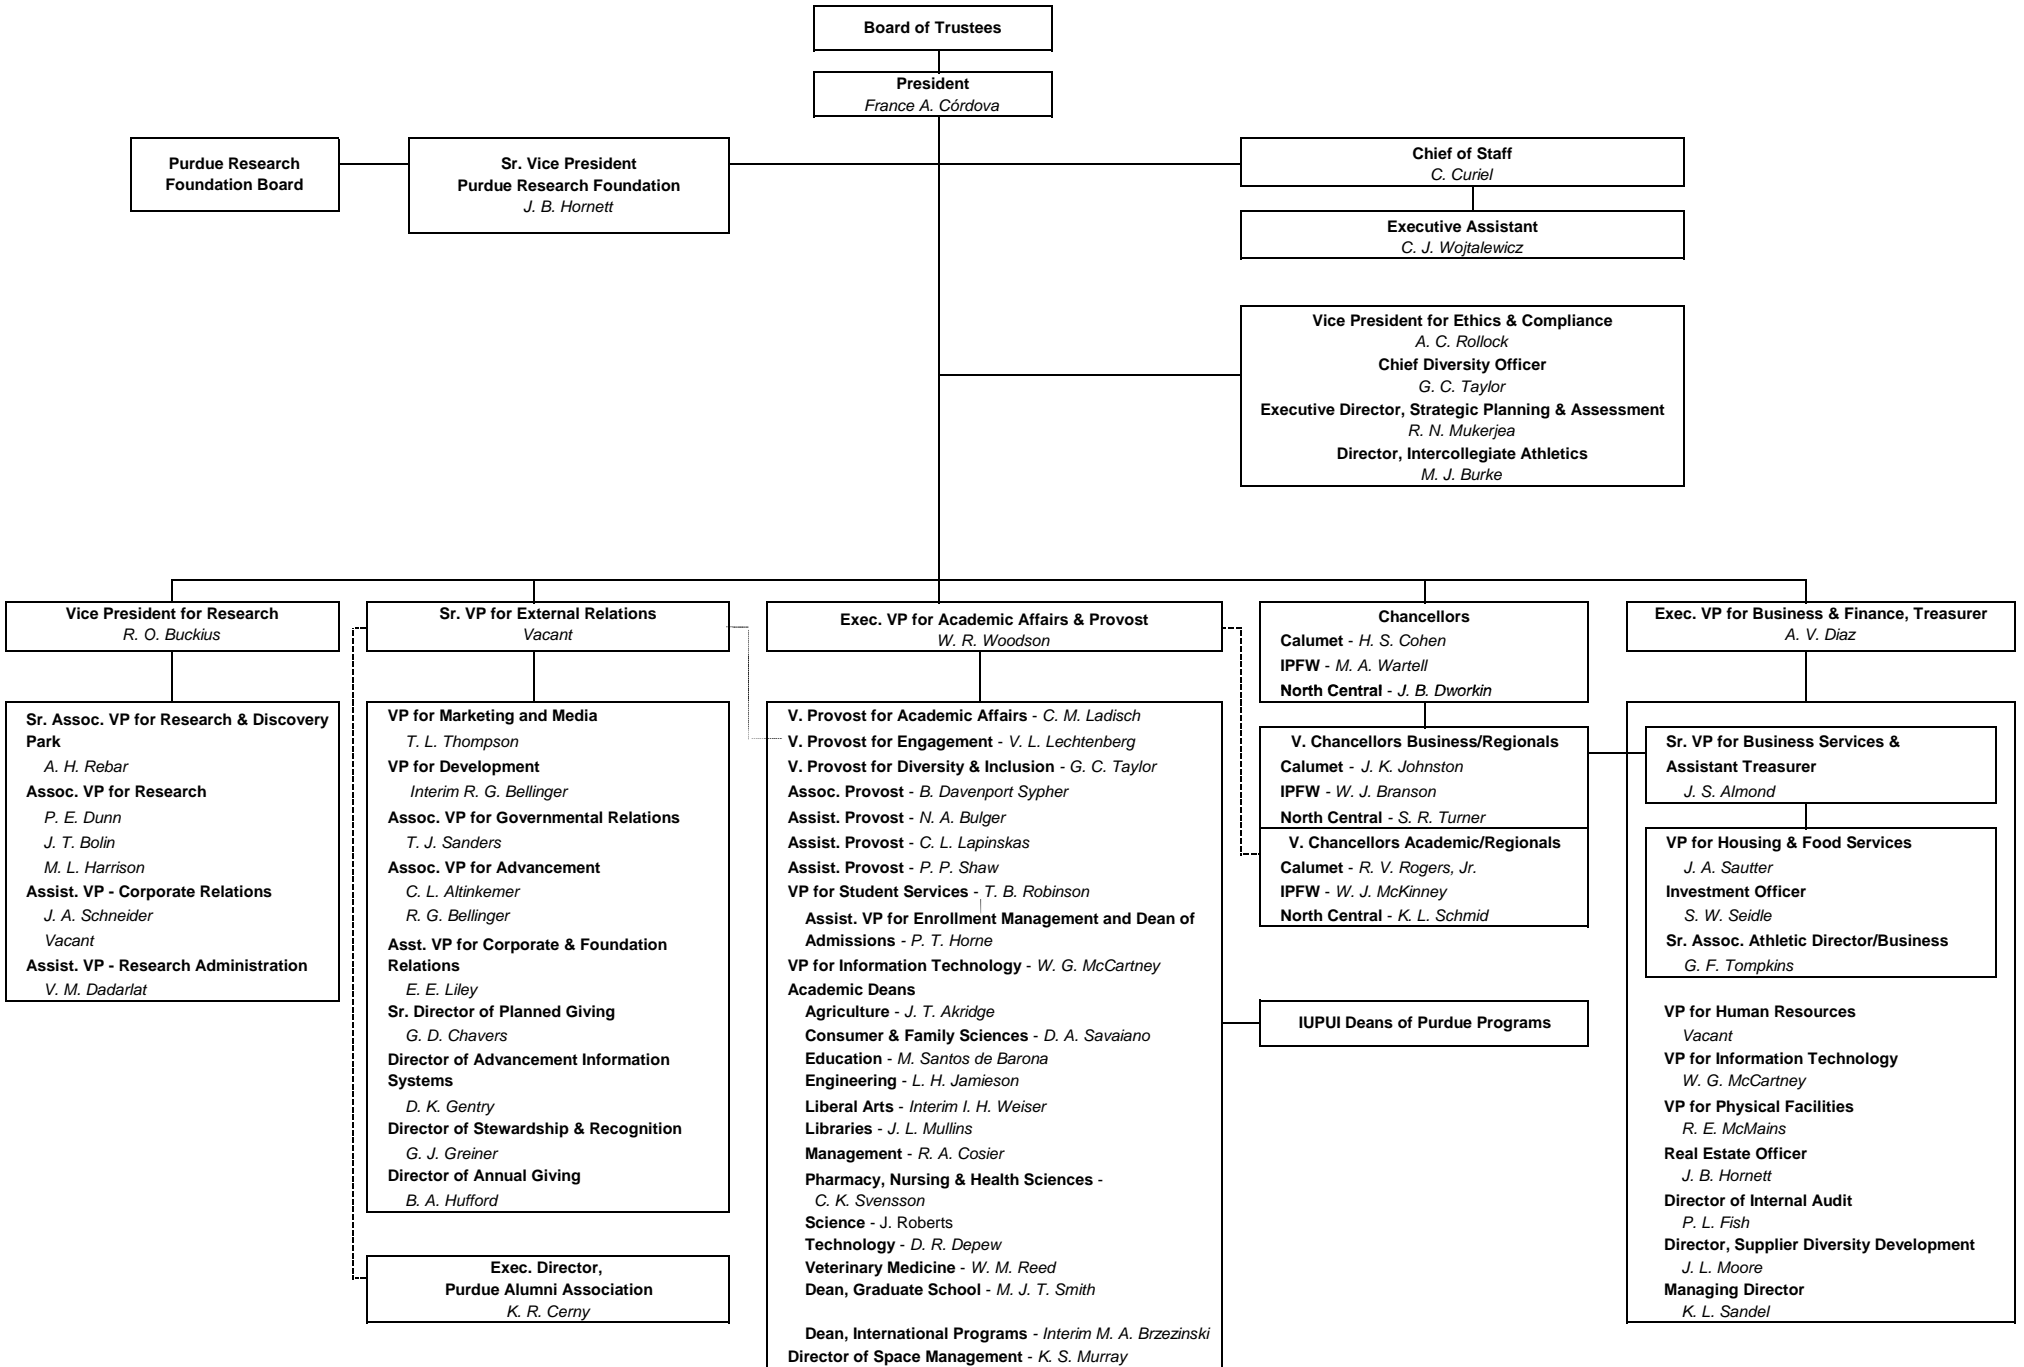 Board of Trustees
President
France A. Córdova
Purdue Research
Foundation Board
Sr. Vice President
Purdue Research Foundation
J. B. Hornett
Chief of Staff
C. Curiel
Executive Assistant
C. J. Wojtalewicz
Vice President for Ethics & Compliance
A. C. Rollock
Chief Diversity Officer
G. C. Taylor
Executive Director, Strategic Planning & Assessment
R. N. Mukerjea
Director, Intercollegiate Athletics
M. J. Burke
Vice President for Research
R. O. Buckius
Sr. Assoc. VP for Research & Discovery
Park
A. H. Rebar
Assoc. VP for Research
P. E. Dunn
J. T. Bolin
M. L. Harrison
Assist. VP - Corporate Relations
J. A. Schneider
Vacant
Assist. VP - Research Administration
V. M. Dadarlat
Sr. VP for External Relations
Vacant
VP for Marketing and Media
T. L. Thompson
VP for Development
Interim R. G. Bellinger
Assoc. VP for Governmental Relations
T. J. Sanders
Assoc. VP for Advancement
C. L. Altinkemer
R. G. Bellinger
Asst. VP for Corporate & Foundation
Relations
E. E. Liley
Sr. Director of Planned Giving
G. D. Chavers
Director of Advancement Information
Systems
D. K. Gentry
Director of Stewardship & Recognition
G. J. Greiner
Director of Annual Giving
B. A. Hufford
Exec. Director,
Purdue Alumni Association
K. R. Cerny
Exec. VP for Academic Affairs & Provost
W. R. Woodson
V. Provost for Academic Affairs - C. M. Ladisch
V. Provost for Engagement - V. L. Lechtenberg
V. Provost for Diversity & Inclusion - G. C. Taylor
Assoc. Provost - B. Davenport Sypher
Assist. Provost - N. A. Bulger
Assist. Provost - C. L. Lapinskas
Assist. Provost - P. P. Shaw
VP for Student Services - T. B. Robinson
Assist. VP for Enrollment Management and Dean of
Admissions - P. T. Horne
VP for Information Technology - W. G. McCartney
Academic Deans
Agriculture - J. T. Akridge
Consumer & Family Sciences - D. A. Savaiano
Education - M. Santos de Barona
Engineering - L. H. Jamieson
Liberal Arts - Interim I. H. Weiser
Libraries - J. L. Mullins
Management - R. A. Cosier
Pharmacy, Nursing & Health Sciences -
C. K. Svensson
Science - J. Roberts
Technology - D. R. Depew
Veterinary Medicine - W. M. Reed
Dean, Graduate School - M. J. T. Smith
Dean, International Programs - Interim M. A. Brzezinski
Director of Space Management - K. S. Murray
Chancellors
Calumet - H. S. Cohen
IPFW - M. A. Wartell
North Central - J. B. Dworkin
V. Chancellors Business/Regionals
Calumet - J. K. Johnston
IPFW - W. J. Branson
North Central - S. R. Turner
V. Chancellors Academic/Regionals
Calumet - R. V. Rogers, Jr.
IPFW - W. J. McKinney
North Central - K. L. Schmid
IUPUI Deans of Purdue Programs
Exec. VP for Business & Finance, Treasurer
A. V. Diaz
Sr. VP for Business Services &
Assistant Treasurer
J. S. Almond
VP for Housing & Food Services
J. A. Sautter
Investment Officer
S. W. Seidle
Sr. Assoc. Athletic Director/Business
G. F. Tompkins
VP for Human Resources
Vacant
VP for Information Technology
W. G. McCartney
VP for Physical Facilities
R. E. McMains
Real Estate Officer
J. B. Hornett
Director of Internal Audit
P. L. Fish
Director, Supplier Diversity Development
J. L. Moore
Managing Director
K. L. Sandel